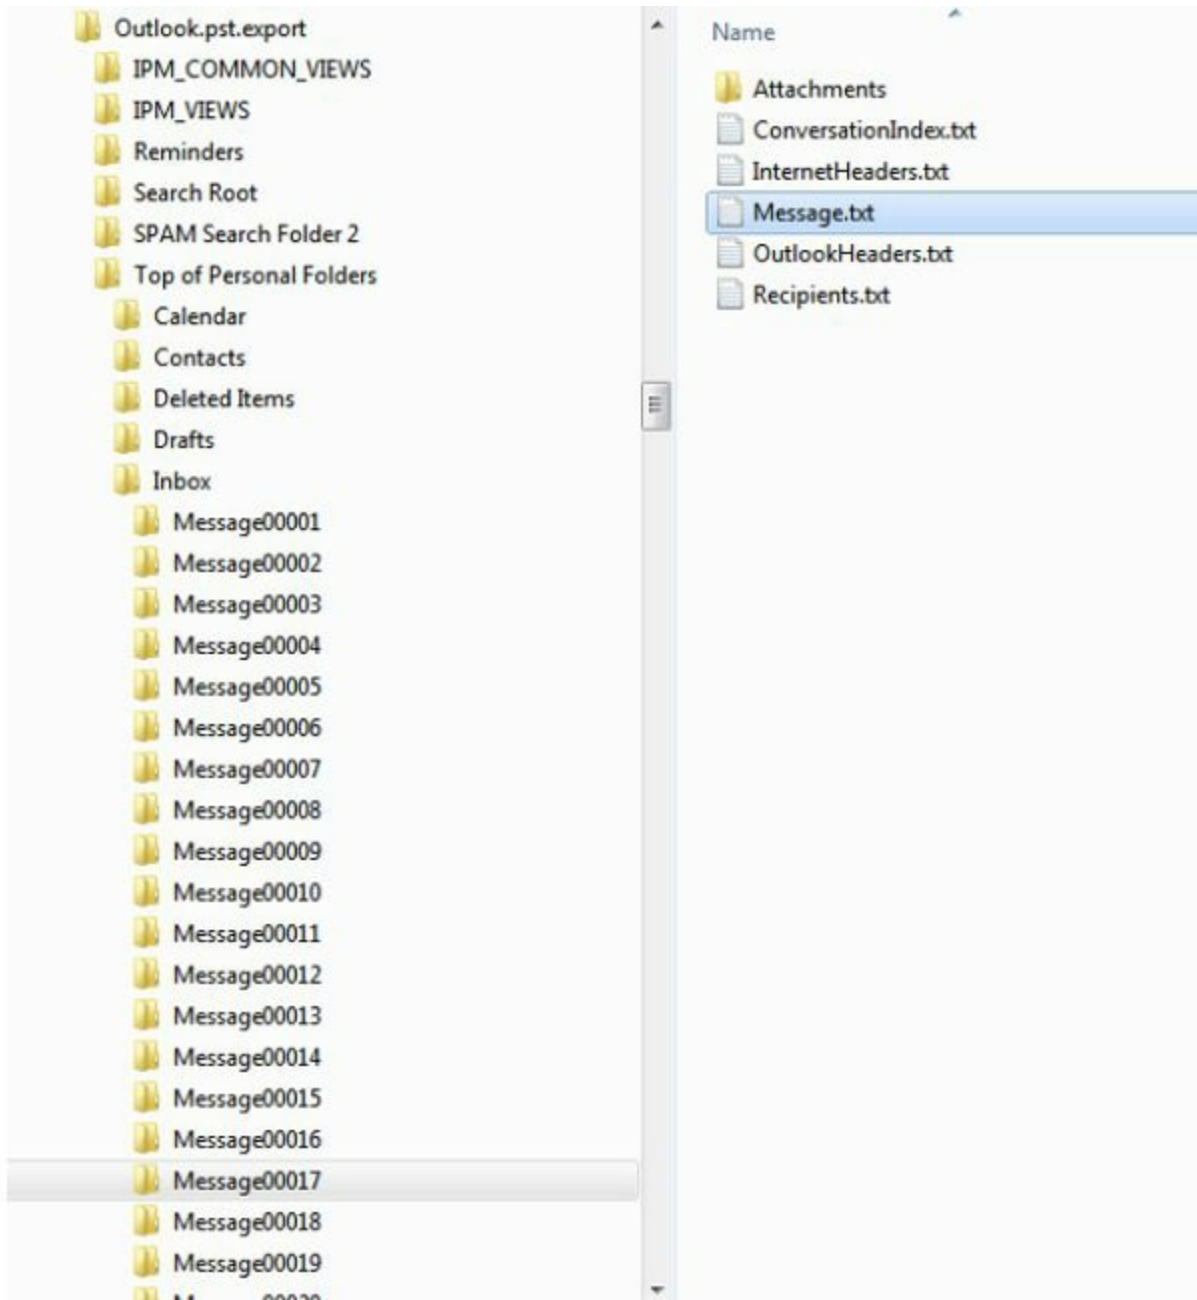 Outlook.pst.export
IPM_COMMON_VIEWS
IPM_VIEWS
Reminders
Search Root
SPAM Search Folder 2
Top of Personal Folders
Calendar
Contacts
Deleted Items
Drafts
Inbox
Message00001
Message00002
Message00003
Message00004
Message00005
Message00006
Message00007
Message00008
Message00009
Message00010
Message00011
Message00012
Message00013
Message00014
Message00015
Message00016
Message00017
Message00018
Message00019
Name
Attachments
ConversationIndex.txt
InternetHeaders.txt
Message.txt
OutlookHeaders.txt
Recipients.txt